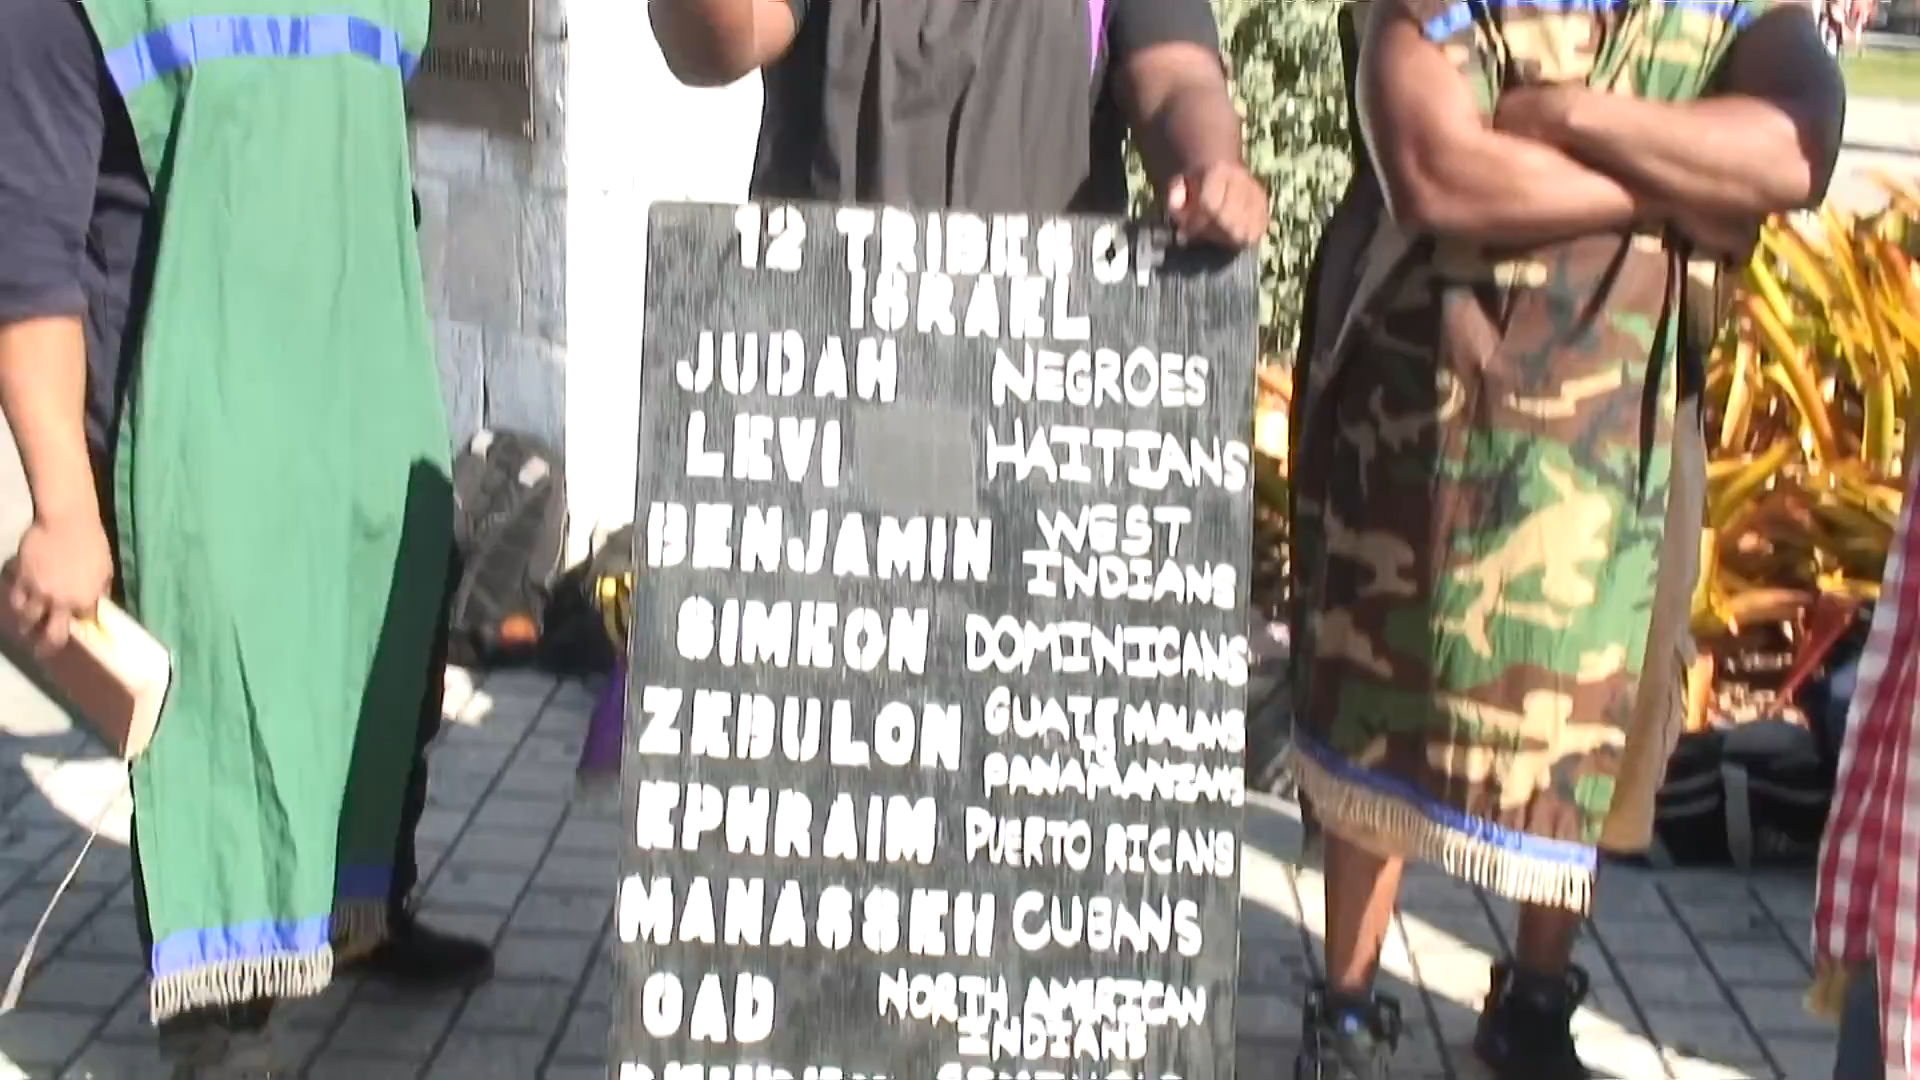 12 TRIBES OF
ISRAEL
JUDAH NEGROES
LEVI HAITIANS
BENJAMIN WEST
INDIANS
SIMEON DOMINICANS
ZEBULON GUATEMALANS
TO
PANAMANIANS
EPHRAIM PUERTO RICANS
MANASSEH CUBANS
GAD NORTH AMERICAN
INDIANS